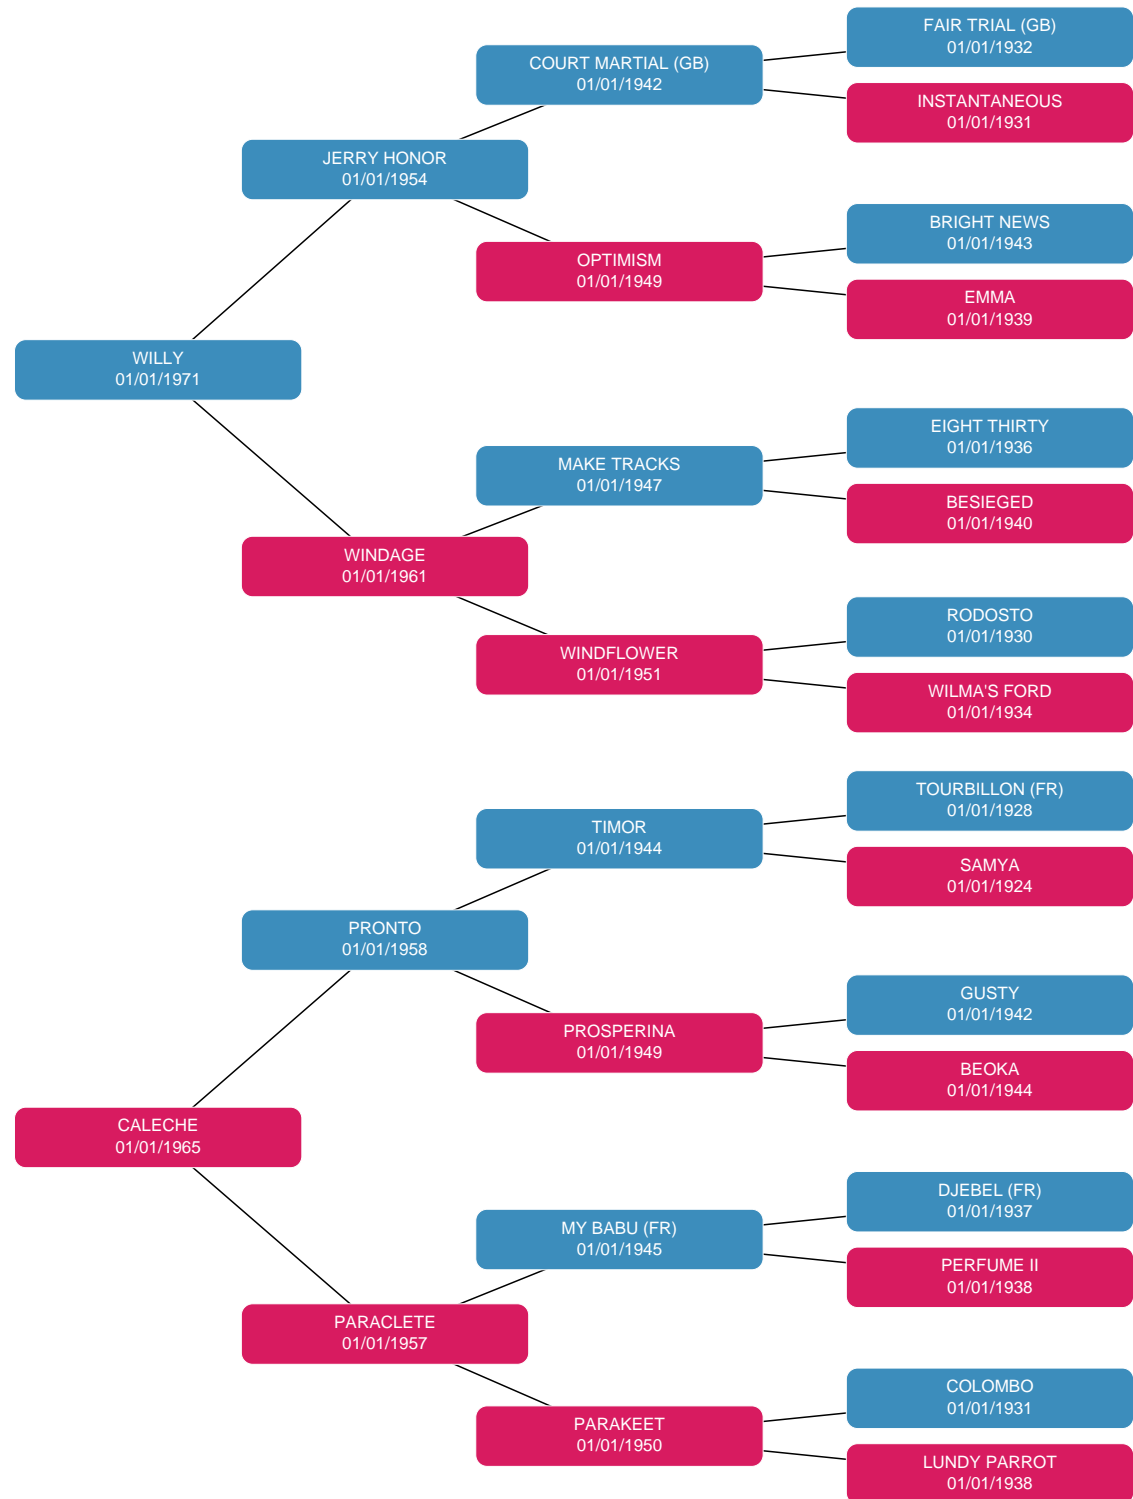 FAIR TRIAL (GB)
01/01/1932
COURT MARTIAL (GB)
01/01/1942
INSTANTANEOUS
01/01/1931
JERRY HONOR
01/01/1954
BRIGHT NEWS
01/01/1943
OPTIMISM
01/01/1949
EMMA
01/01/1939
WILLY
01/01/1971
EIGHT THIRTY
01/01/1936
MAKE TRACKS
01/01/1947
BESIEGED
01/01/1940
WINDAGE
01/01/1961
RODOSTO
01/01/1930
WINDFLOWER
01/01/1951
WILMA'S FORD
01/01/1934
TOURBILLON (FR)
01/01/1928
TIMOR
01/01/1944
SAMYA
01/01/1924
PRONTO
01/01/1958
GUSTY
01/01/1942
PROSPERINA
01/01/1949
BEOKA
01/01/1944
CALECHE
01/01/1965
DJEBEL (FR)
01/01/1937
MY BABU (FR)
01/01/1945
PERFUME II
01/01/1938
PARACLETE
01/01/1957
COLOMBO
01/01/1931
PARAKEET
01/01/1950
LUNDY PARROT
01/01/1938